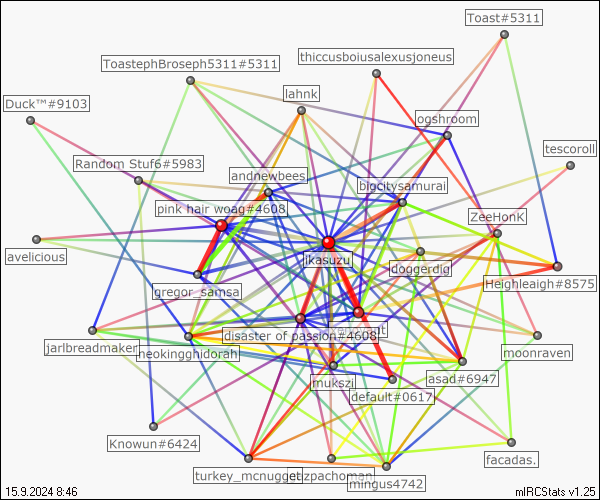 Toast#5311
ToastephBroseph5311#5311
thiccusboiusalexusjoneus
lahnk
Duck™#9103
ooshroom
tescoroll
Random Stuf6#5983
andnewbees
bigcitysamurai
pink hair woag#4608
ZeeHonK
avelicious
ikasuzu
doggerdig
gregor_samsa
Heighleaigh#8575
disaster of passion#4608
jarlbreadmaker
heokingghidorah
moonraven
mukszi
asad#6947
default#0617
Knowun#6424
facadas.
turkey_mcnugget
zpachoman
mingus4742
15.9.2024 8:46
mIRCStats v1.25